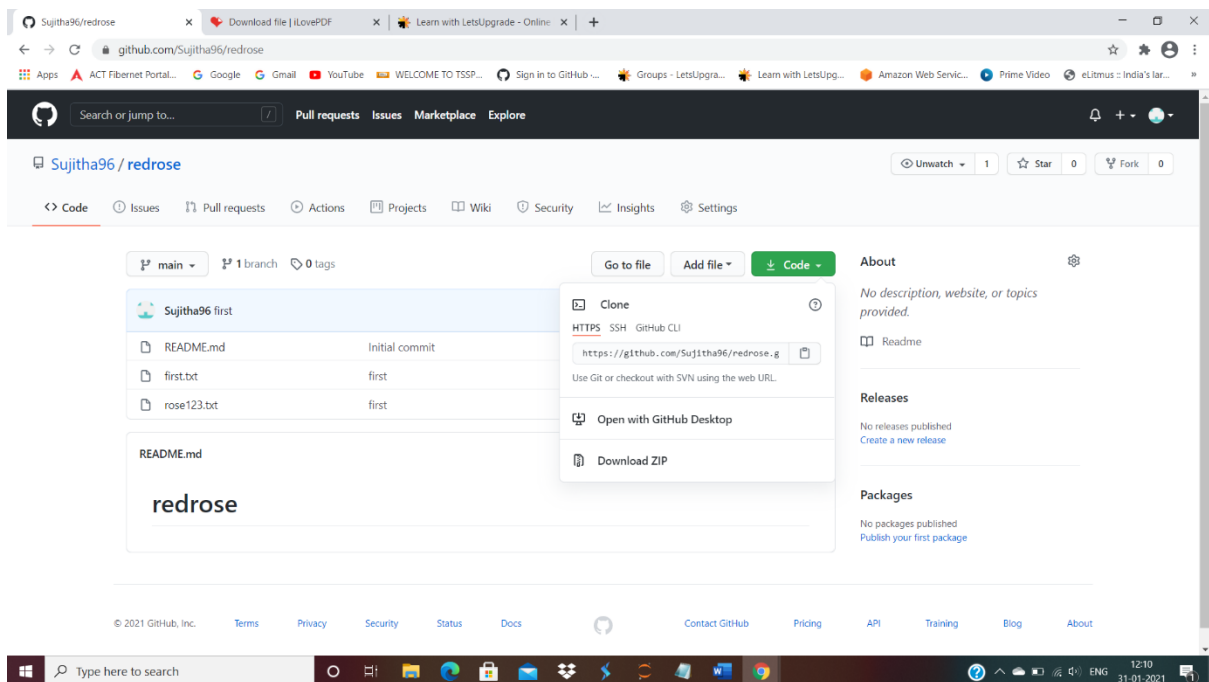 Sujitha96/redrose
Download file | iLovePDF
Learn with LetsUpgrade - Online
github.com/Sujitha96/redrose
Apps ACT Fibernet Portal... Google Gmail YouTube WELCOME TO TSSP... Sign in to GitHub ·... Groups - LetsUpgra... Learn with LetsUpg... Amazon Web Servic... Prime Video eLitmus :: India's lar... »
Search or jump to... / Pull requests Issues Marketplace Explore
Sujitha96 / redrose
Unwatch 1 Star 0 Fork 0
Code Issues Pull requests Actions Projects Wiki Security Insights Settings
main 1 branch 0 tags
Go to file Add file Code
Sujitha96 first
README.md Initial commit
first.txt first
rose123.txt first
Clone
HTTPS SSH GitHub CLI
https://github.com/Sujitha96/redrose.g
Use Git or checkout with SVN using the web URL.
Open with GitHub Desktop
Download ZIP
README.md
redrose
About
No description, website, or topics
provided.
Readme
Releases
No releases published
Create a new release
Packages
No packages published
Publish your first package
© 2021 GitHub, Inc. Terms Privacy Security Status Docs Contact GitHub Pricing API Training Blog About
Type here to search
ENG
12:10
31-01-2021